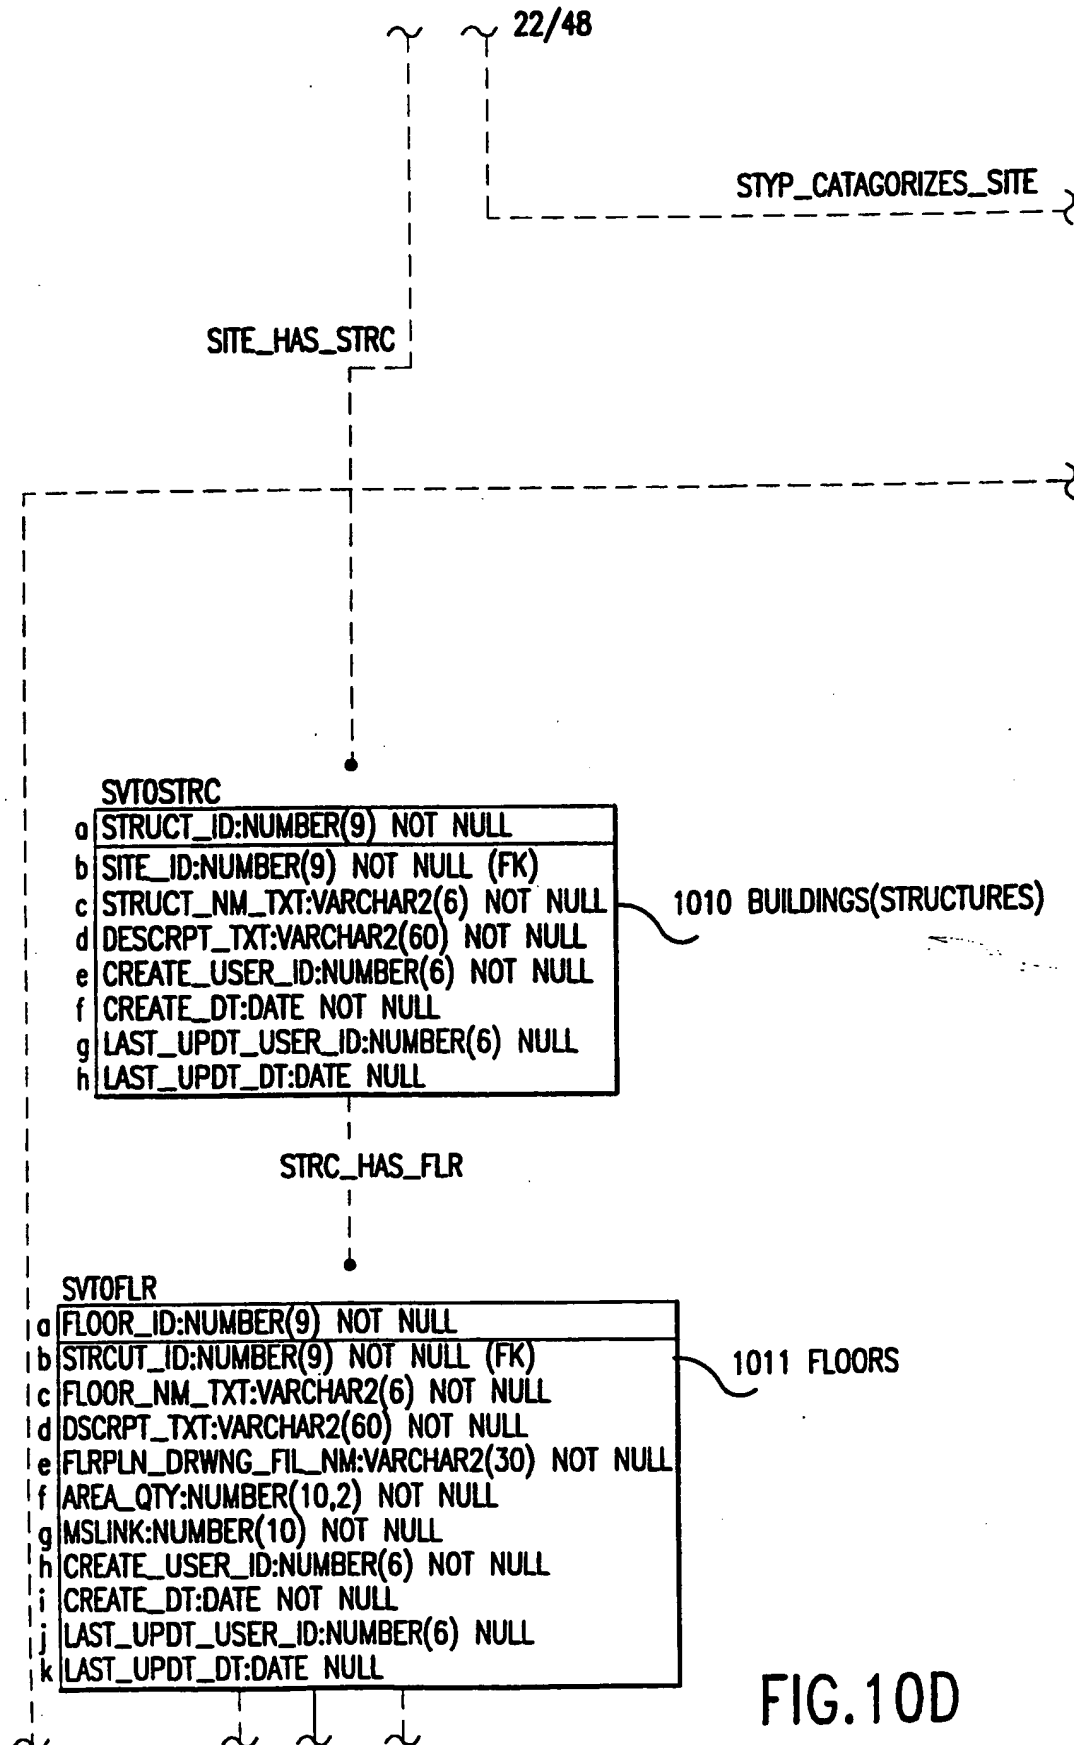 22/48
STYP_CATAGORIZES_SITE
SITE_HAS_STRC
SVTOSTRC
a STRUCT_ID:NUMBER(9) NOT NULL
b SITE_ID:NUMBER(9) NOT NULL (FK)
c STRUCT_NM_TXT:VARCHAR2(6) NOT NULL
1010 BUILDINGS(STRUCTURES)
d DESCRPT_TXT:VARCHAR2(60) NOT NULL
e CREATE_USER_ID:NUMBER(6) NOT NULL
f CREATE_DT:DATE NOT NULL
g LAST_UPDT_USER_ID:NUMBER(6) NULL
h LAST_UPDT_DT:DATE NULL
STRC_HAS_FLR
SVTOFLR
a FLOOR_ID:NUMBER(9) NOT NULL
b STRCUT_ID:NUMBER(9) NOT NULL (FK)
1011 FLOORS
c FLOOR_NM_TXT:VARCHAR2(6) NOT NULL
d DSCRPT_TXT:VARCHAR2(60) NOT NULL
e FLRPLN_DRWNG_FIL_NM:VARCHAR2(30) NOT NULL
f AREA_QTY:NUMBER(10,2) NOT NULL
g MSLINK:NUMBER(10) NOT NULL
h CREATE_USER_ID:NUMBER(6) NOT NULL
i CREATE_DT:DATE NOT NULL
j LAST_UPDT_USER_ID:NUMBER(6) NULL
k LAST_UPDT_DT:DATE NULL
FIG.10D